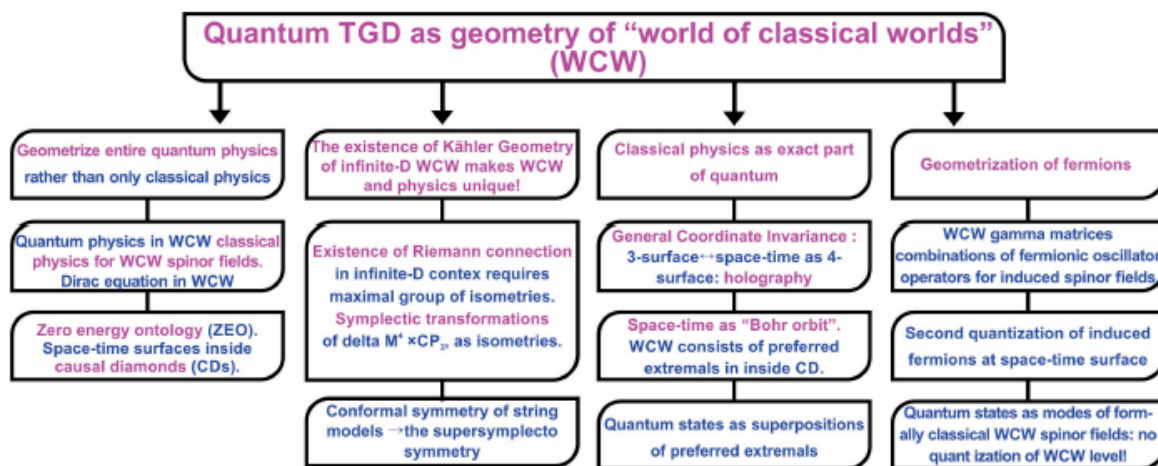 Quantum TGD as geometry of “world of classical worlds”
(WCW)
Geometrize entire quantum physics
rather than only classical physics
Quantum physics in WCW classical
physics for WCW spinor fields.
Dirac equation in WCW
Zero energy ontology (ZEO).
Space-time surfaces inside
causal diamonds (CDs).
The existence of Kähler Geometry
of infinite-D WCW makes WCW
and physics unique!
Existence of Riemann connection
in infinite-D contex requires
maximal group of isometries.
Symplectic transformations
of delta M⁴ ×CP₂, as isometries.
Conformal symmetry of string
models →the supersymplecto
symmetry
Classical physics as exact part
of quantum
General Coordinate Invariance :
3-surface↔space-time as 4-
surface: holography
Space-time as “Bohr orbit”.
WCW consists of preferred
extremals in inside CD.
Quantum states as superpositions
of preferred extremals
Geometrization of fermions
WCW gamma matrices
combinations of fermionic oscillator
operators for induced spinor fields.
Second quantization of induced
fermions at space-time surface
Quantum states as modes of form-
ally classical WCW spinor fields: no
quant ization of WCW level!